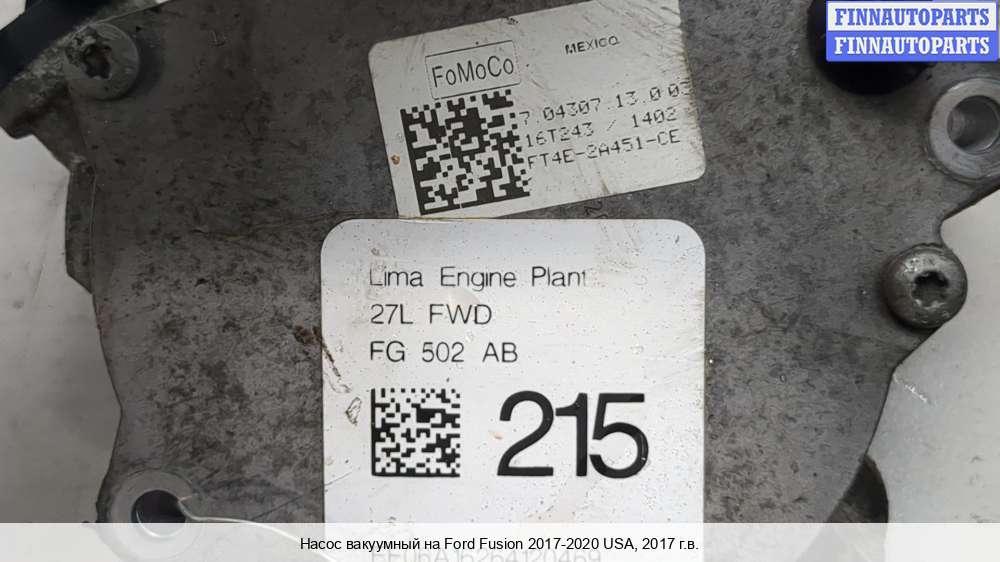 FINNAUTOPARTS
FINNAUTOPARTS
FoMoCo
MEXICO
7.04307.13.0 03
16T243 / 1402
FT4E-2A451-CE
Lima Engine Plant
27L FWD
FG 502 AB
215
Насос вакуумный на Ford Fusion 2017-2020 USA, 2017 г.в.